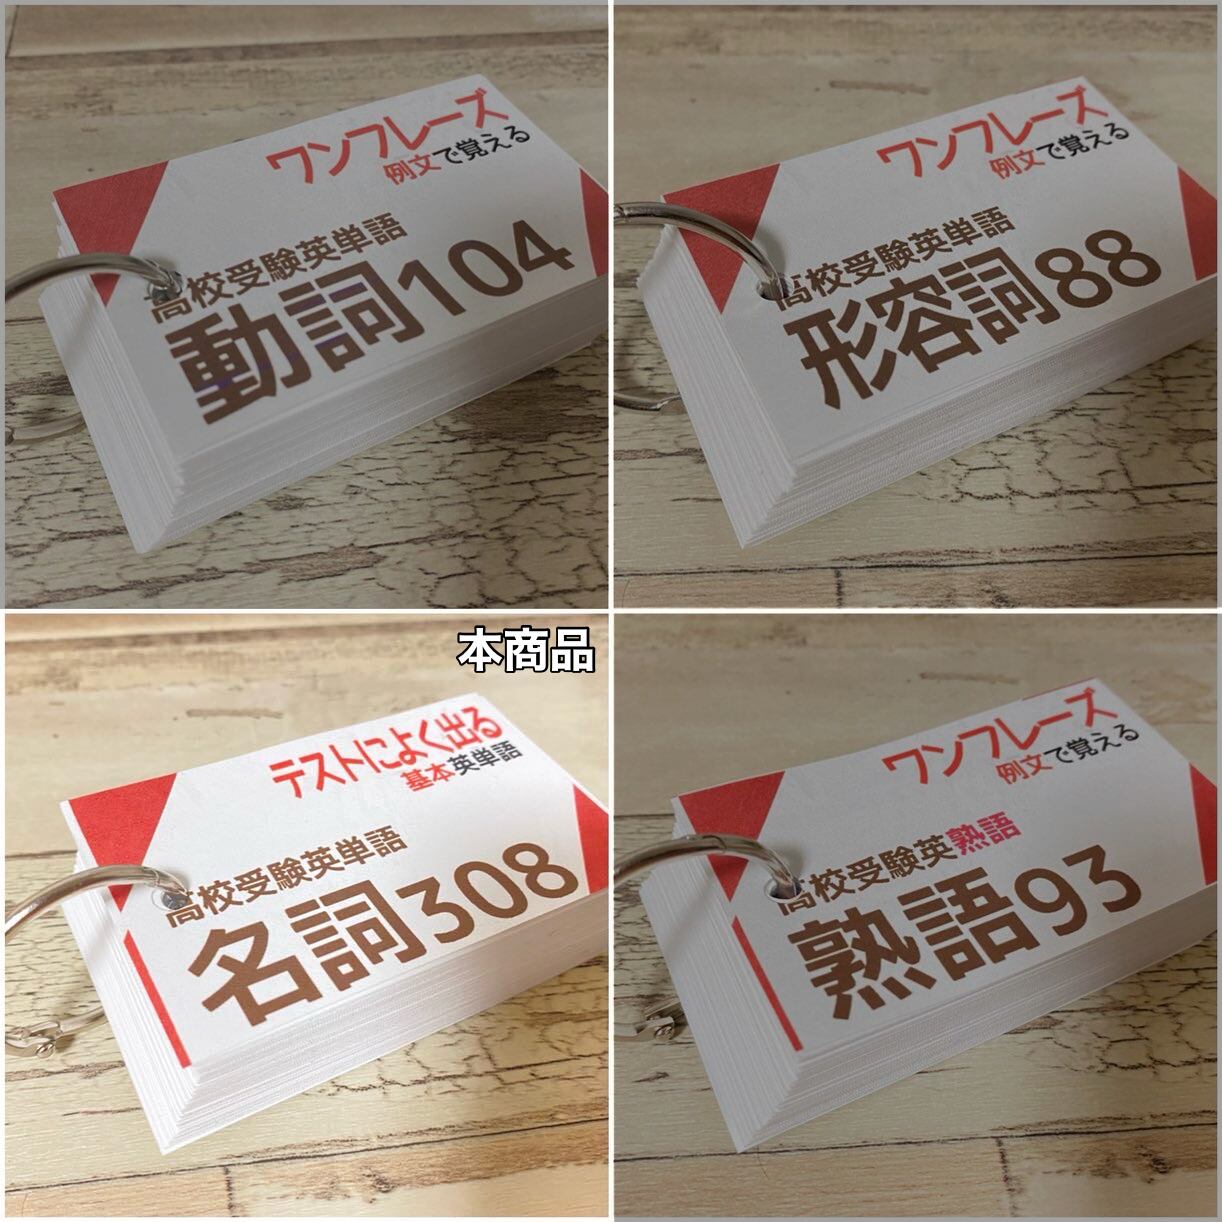 ワンフレーズ
例文で覚える
高校受験英単語
動詞104
ワンフレーズ
例文で覚える
高校受験英単語
形容詞88
本商品
テストによく出る
基本英単語
高校受験英単語
名詞308
ワンフレーズ
例文で覚える
高校受験英熟語
熟語93